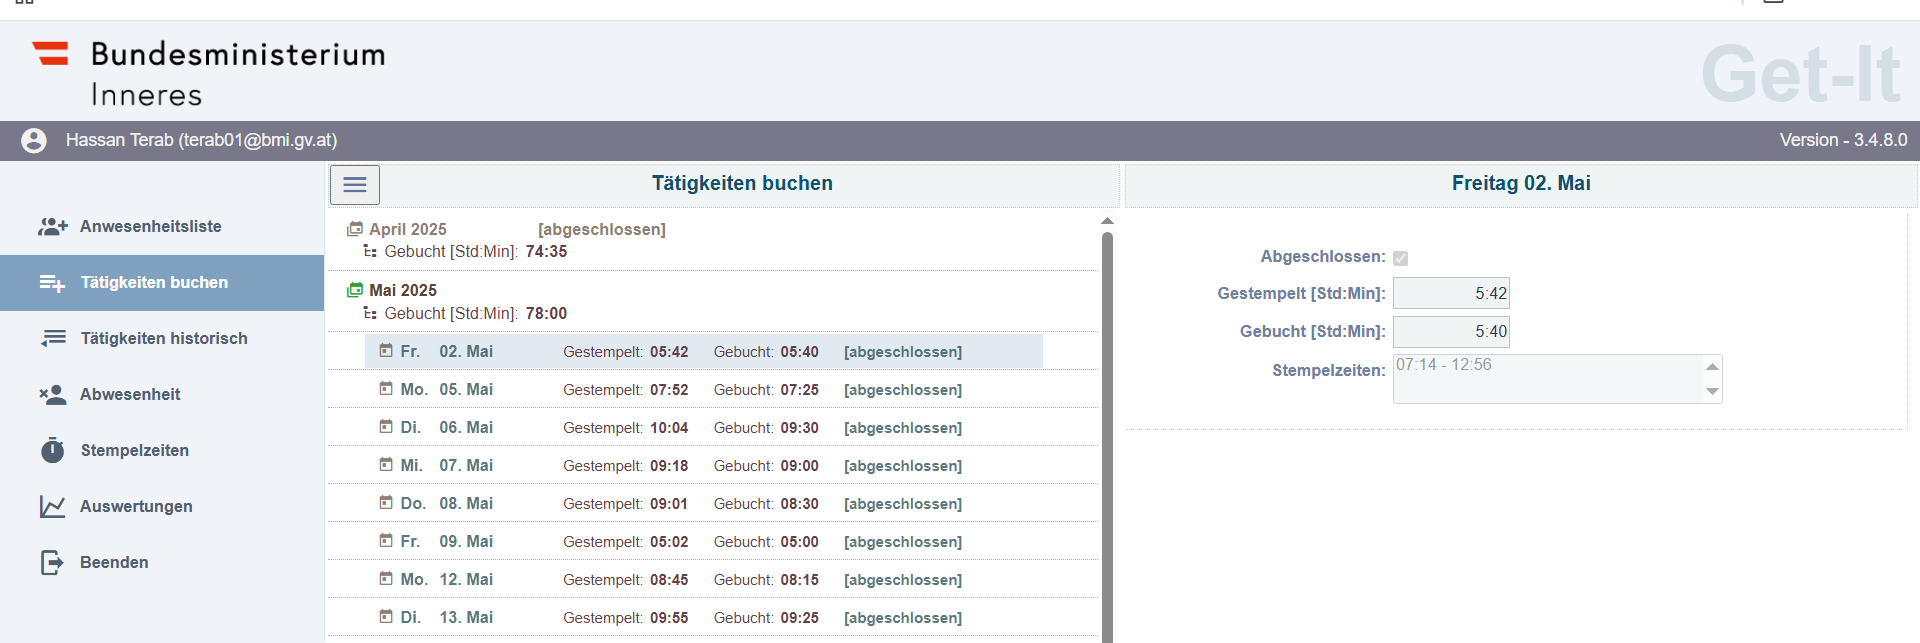 Bundesministerium
Inneres
Get-It
Hassan Terab (terab01@bmi.gv.at)
Version - 3.4.8.0
Anwesenheitsliste
Tätigkeiten buchen
Tätigkeiten historisch
Abwesenheit
Stempelzeiten
Auswertungen
Beenden
Tätigkeiten buchen
April 2025 [abgeschlossen]
Gebucht [Std:Min]: 74:35
Mai 2025
Gebucht [Std:Min]: 78:00
Fr. 02. Mai Gestempelt: 05:42 Gebucht: 05:40 [abgeschlossen]
Mo. 05. Mai Gestempelt: 07:52 Gebucht: 07:25 [abgeschlossen]
Di. 06. Mai Gestempelt: 10:04 Gebucht: 09:30 [abgeschlossen]
Mi. 07. Mai Gestempelt: 09:18 Gebucht: 09:00 [abgeschlossen]
Do. 08. Mai Gestempelt: 09:01 Gebucht: 08:30 [abgeschlossen]
Fr. 09. Mai Gestempelt: 05:02 Gebucht: 05:00 [abgeschlossen]
Mo. 12. Mai Gestempelt: 08:45 Gebucht: 08:15 [abgeschlossen]
Di. 13. Mai Gestempelt: 09:55 Gebucht: 09:25 [abgeschlossen]
Freitag 02. Mai
Abgeschlossen:
Gestempelt [Std:Min]: 5:42
Gebucht [Std:Min]: 5:40
Stempelzeiten: 07:14 - 12:56